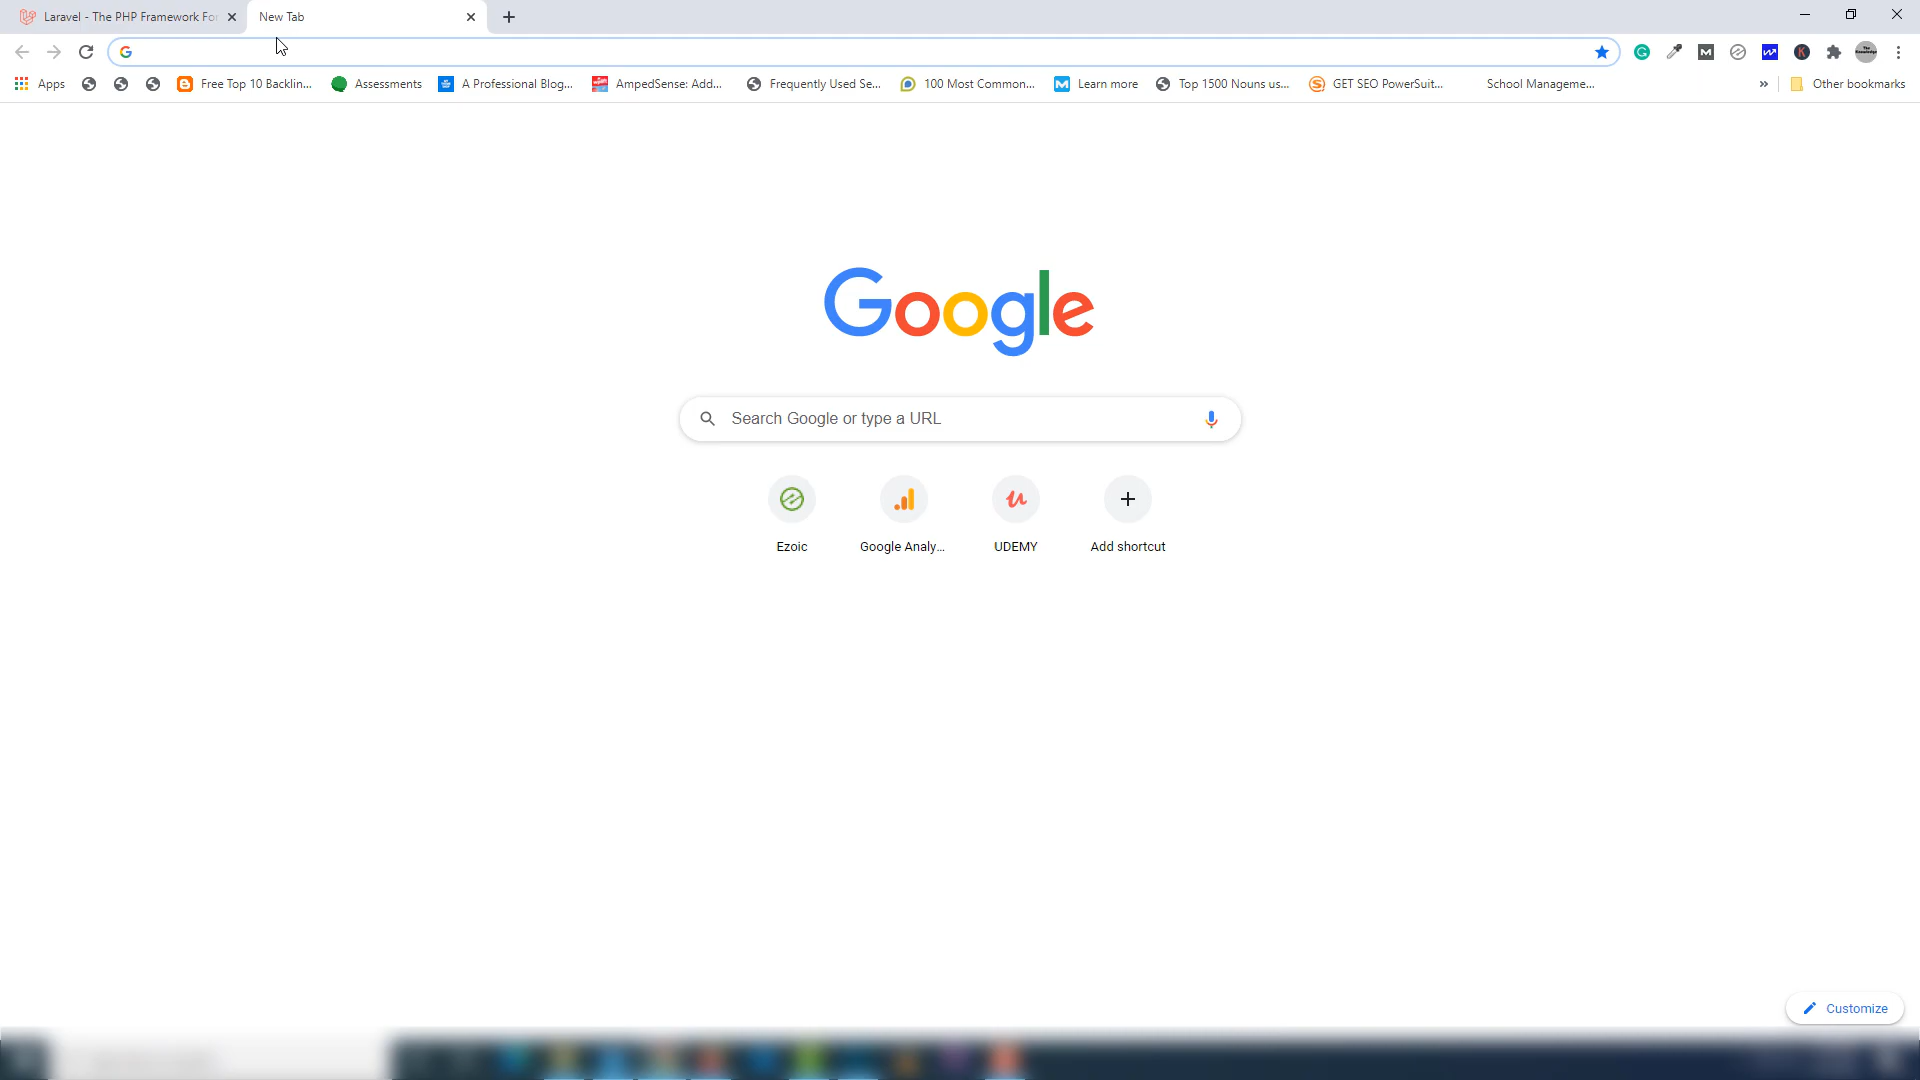 Laravel - The PHP Framework For
New Tab
Apps
Free Top 10 Backlin...
Assessments
A Professional Blog...
AmpedSense: Add...
Frequently Used Se...
100 Most Common...
Learn more
Top 1500 Nouns us...
GET SEO PowerSuit...
School Manageme...
»
Other bookmarks
Google
Search Google or type a URL
Ezoic
Google Analy...
UDEMY
Add shortcut
Customize